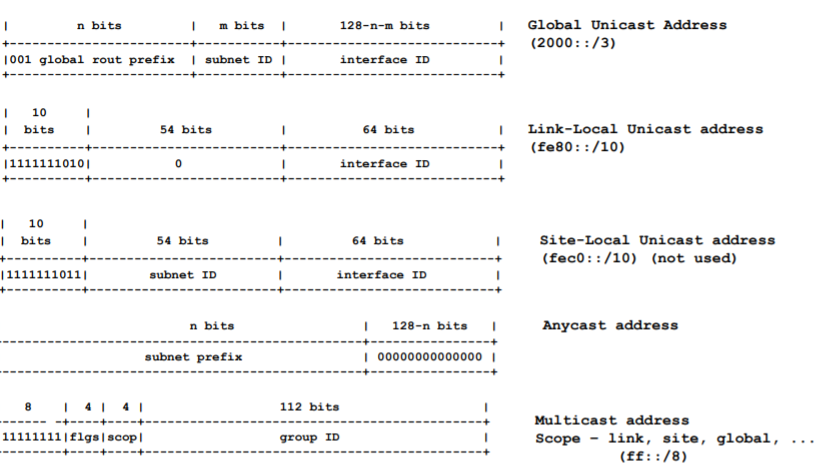 |          n bits          |   m bits  |        128-n-m bits        |   Global Unicast Address
+--------------------------+-----------+----------------------------+   (2000::/3)
|001 global rout prefix  | subnet ID |        interface ID        |
+--------------------------+-----------+----------------------------+
|   10     |
|  bits    |        54 bits        |          64 bits           |   Link-Local Unicast address
+----------+-----------------------+----------------------------+   (fe80::/10)
|1111111010|           0           |        interface ID        |
+----------+-----------------------+----------------------------+
|   10     |
|  bits    |        54 bits        |          64 bits           |   Site-Local Unicast address
+----------+-----------------------+----------------------------+   (fec0::/10) (not used)
|1111111011|       subnet ID       |        interface ID        |
+----------+-----------------------+----------------------------+
n bits                     |   128-n bits   |   Anycast address
------------------------------------------------+----------------+
subnet prefix                  | 00000000000000 |
------------------------------------------------+----------------+
8    |  4 |  4 |                  112 bits                   |
------ -+----+----+---------------------------------------------+   Multicast address
11111111|flgs|scop|                  group ID                   |   Scope – link, site, global, ...
--------+----+----+---------------------------------------------+   (ff::/8)